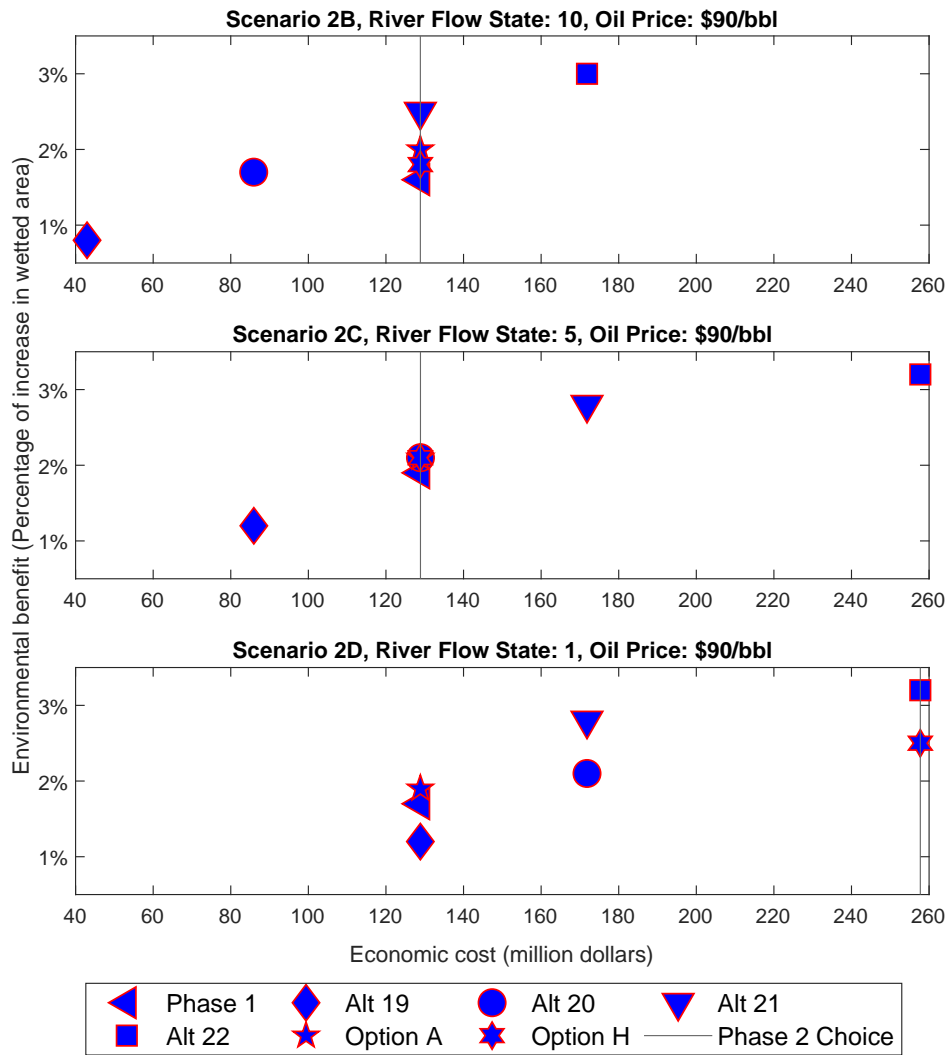 Scenario 2B, River Flow State: 10, Oil Price: $90/bbl
3%
2%
1%
40 60 80 100 120 140 160 180 200 220 240 260
Scenario 2C, River Flow State: 5, Oil Price: $90/bbl
3%
2%
1%
40 60 80 100 120 140 160 180 200 220 240 260
Scenario 2D, River Flow State: 1, Oil Price: $90/bbl
3%
2%
1%
40 60 80 100 120 140 160 180 200 220 240 260
Environmental benefit (Percentage of increase in wetted area)
Economic cost (million dollars)
Phase 1 Alt 19 Alt 20 Alt 21
Alt 22 Option A Option H Phase 2 Choice